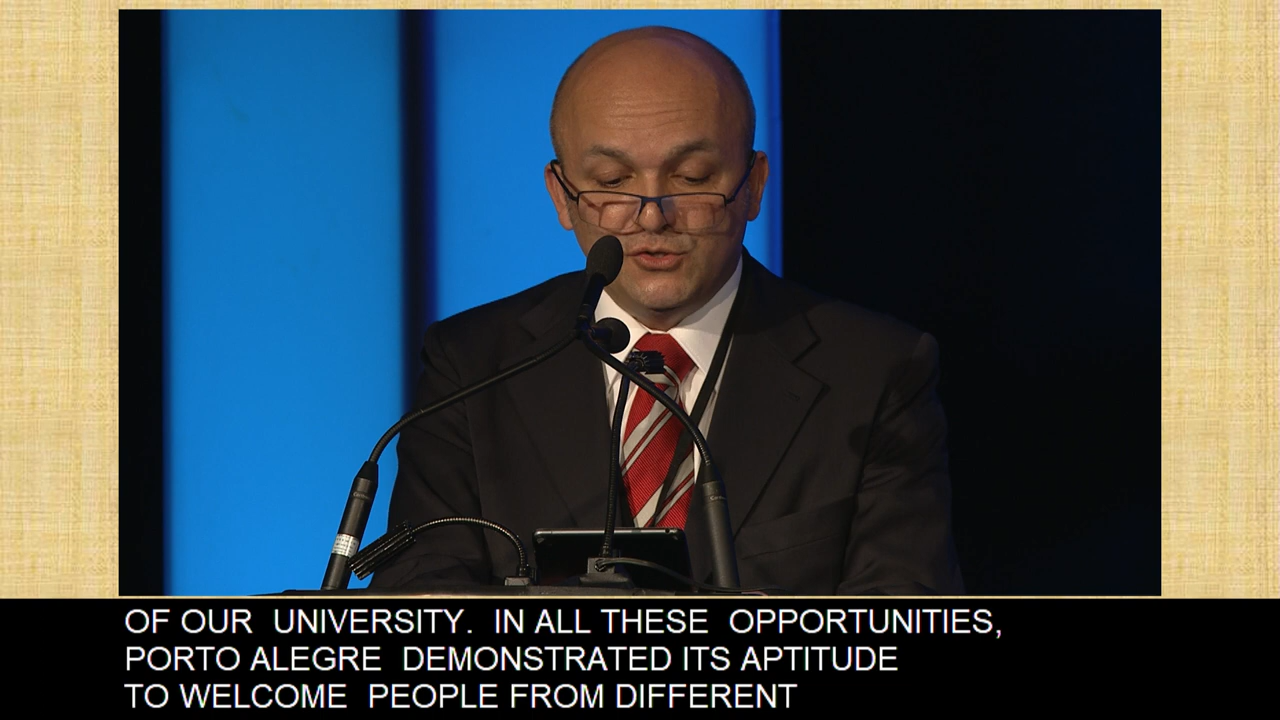 OF OUR UNIVERSITY. IN ALL THESE OPPORTUNITIES,
PORTO ALEGRE DEMONSTRATED ITS APTITUDE
TO WELCOME PEOPLE FROM DIFFERENT